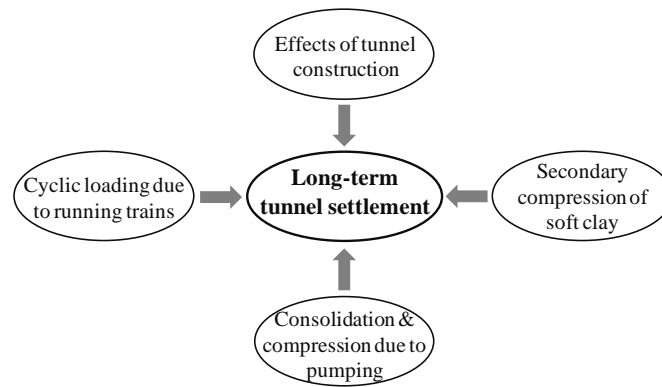 Effects of tunnel
construction
Cyclic loading due
to running trains
Long-term
tunnel settlement
Secondary
compression of
soft clay
Consolidation &
compression due to
pumping